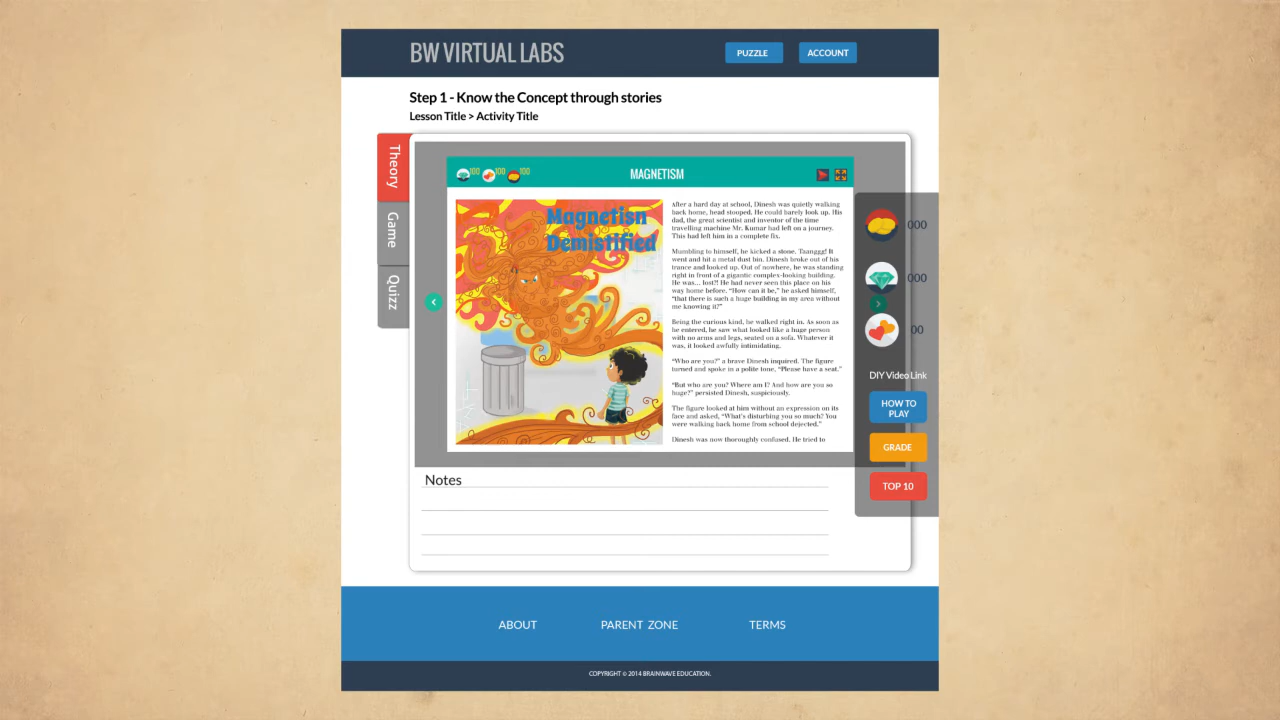 BW VIRTUAL LABS
PUZZLE
ACCOUNT
Step 1 - Know the Concept through stories
Lesson Title > Activity Title
Theory
Game
Quizz
100
100
100
MAGNETISM
Magnetism
Demistified
After a hard day at school, Dinesh was quietly walking
back home, head stooped. He could barely look up. His
dad, the great scientist and inventor of the time
travelling machine Mr. Kumar had left on a journey.
This had left him in a complete fix.
Mumbling to himself, he kicked a stone. Taanggg! It
went and hit a metal dust bin. Dinesh broke out of his
trance and looked up. Out of nowhere, he was standing
right in front of a gigantic complex-looking building.
He was... lost!! He had never seen this place on his
way home before. "How can it be," he asked himself,
"that there is such a huge building in my area without
me knowing it?"
Being the curious kind, he walked right in. As soon as
he entered, he saw what looked like a huge person
with no arms and legs, seated on a sofa. Whatever it
was, it looked awfully intimidating.
"Who are you?" a brave Dinesh inquired. The figure
turned and spoke in a polite tone, "Please have a seat."
"But who are you? Where am I? And how are you so
huge?" persisted Dinesh, suspiciously.
The figure looked at him without an expression on its
face and asked, "What's disturbing you so much? You
were walking back home from school dejected."
Dinesh was now thoroughly confused. He tried to
000
000
00
DIY Video Link
HOW TO
PLAY
GRADE
TOP 10
Notes
ABOUT
PARENT ZONE
TERMS
COPYRIGHT © 2014 BRAINWAVE EDUCATION.